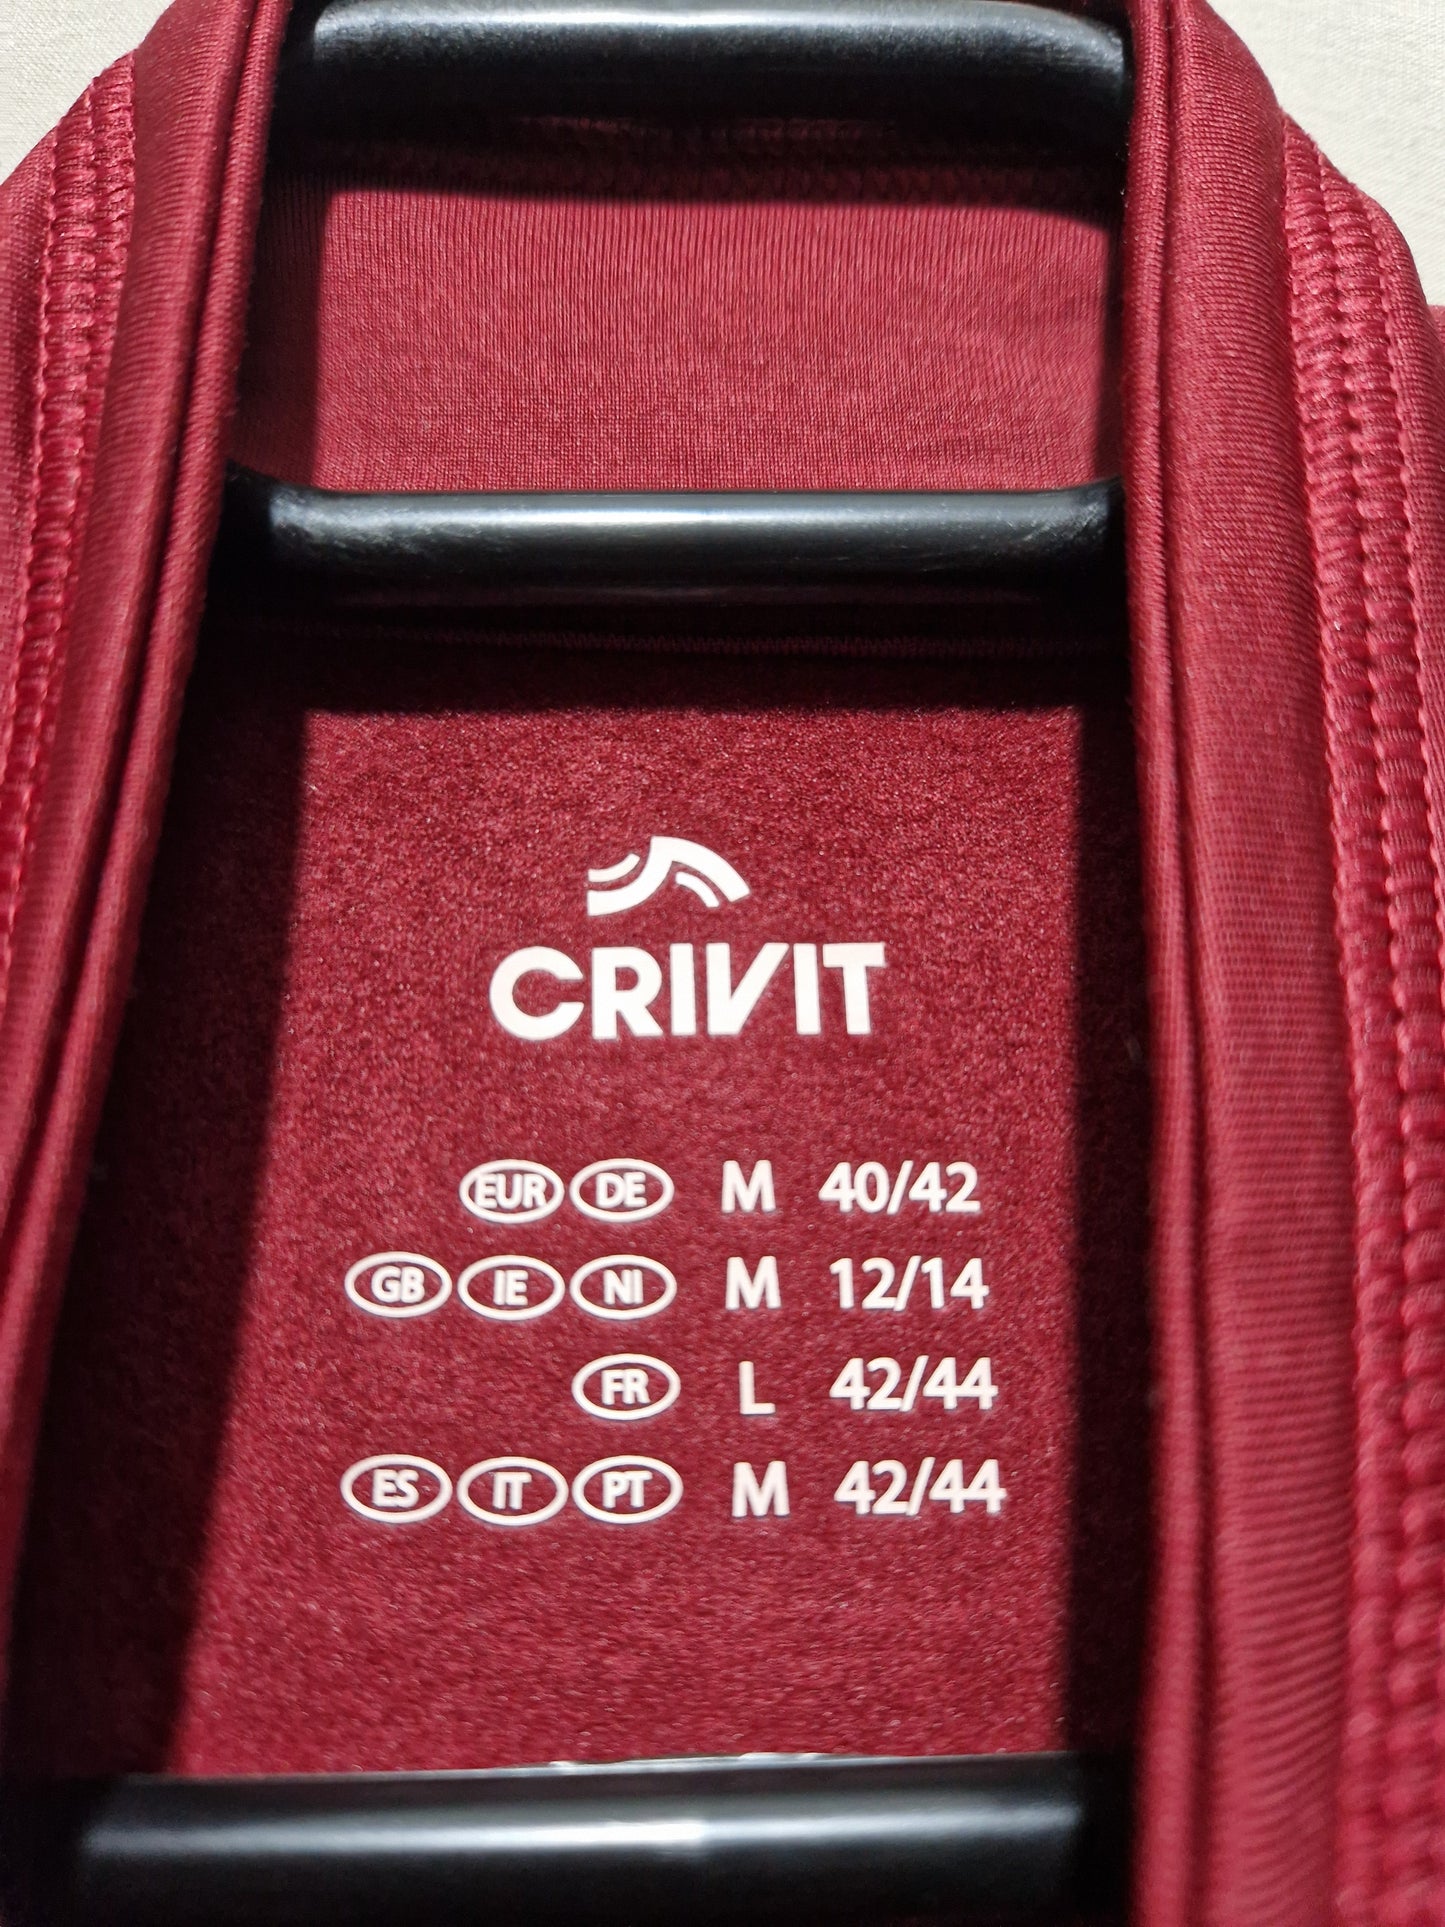 CRIVIT
EUR DE M 40/42
GB IE NI M 12/14
FR L 42/44
ES IT PT M 42/44